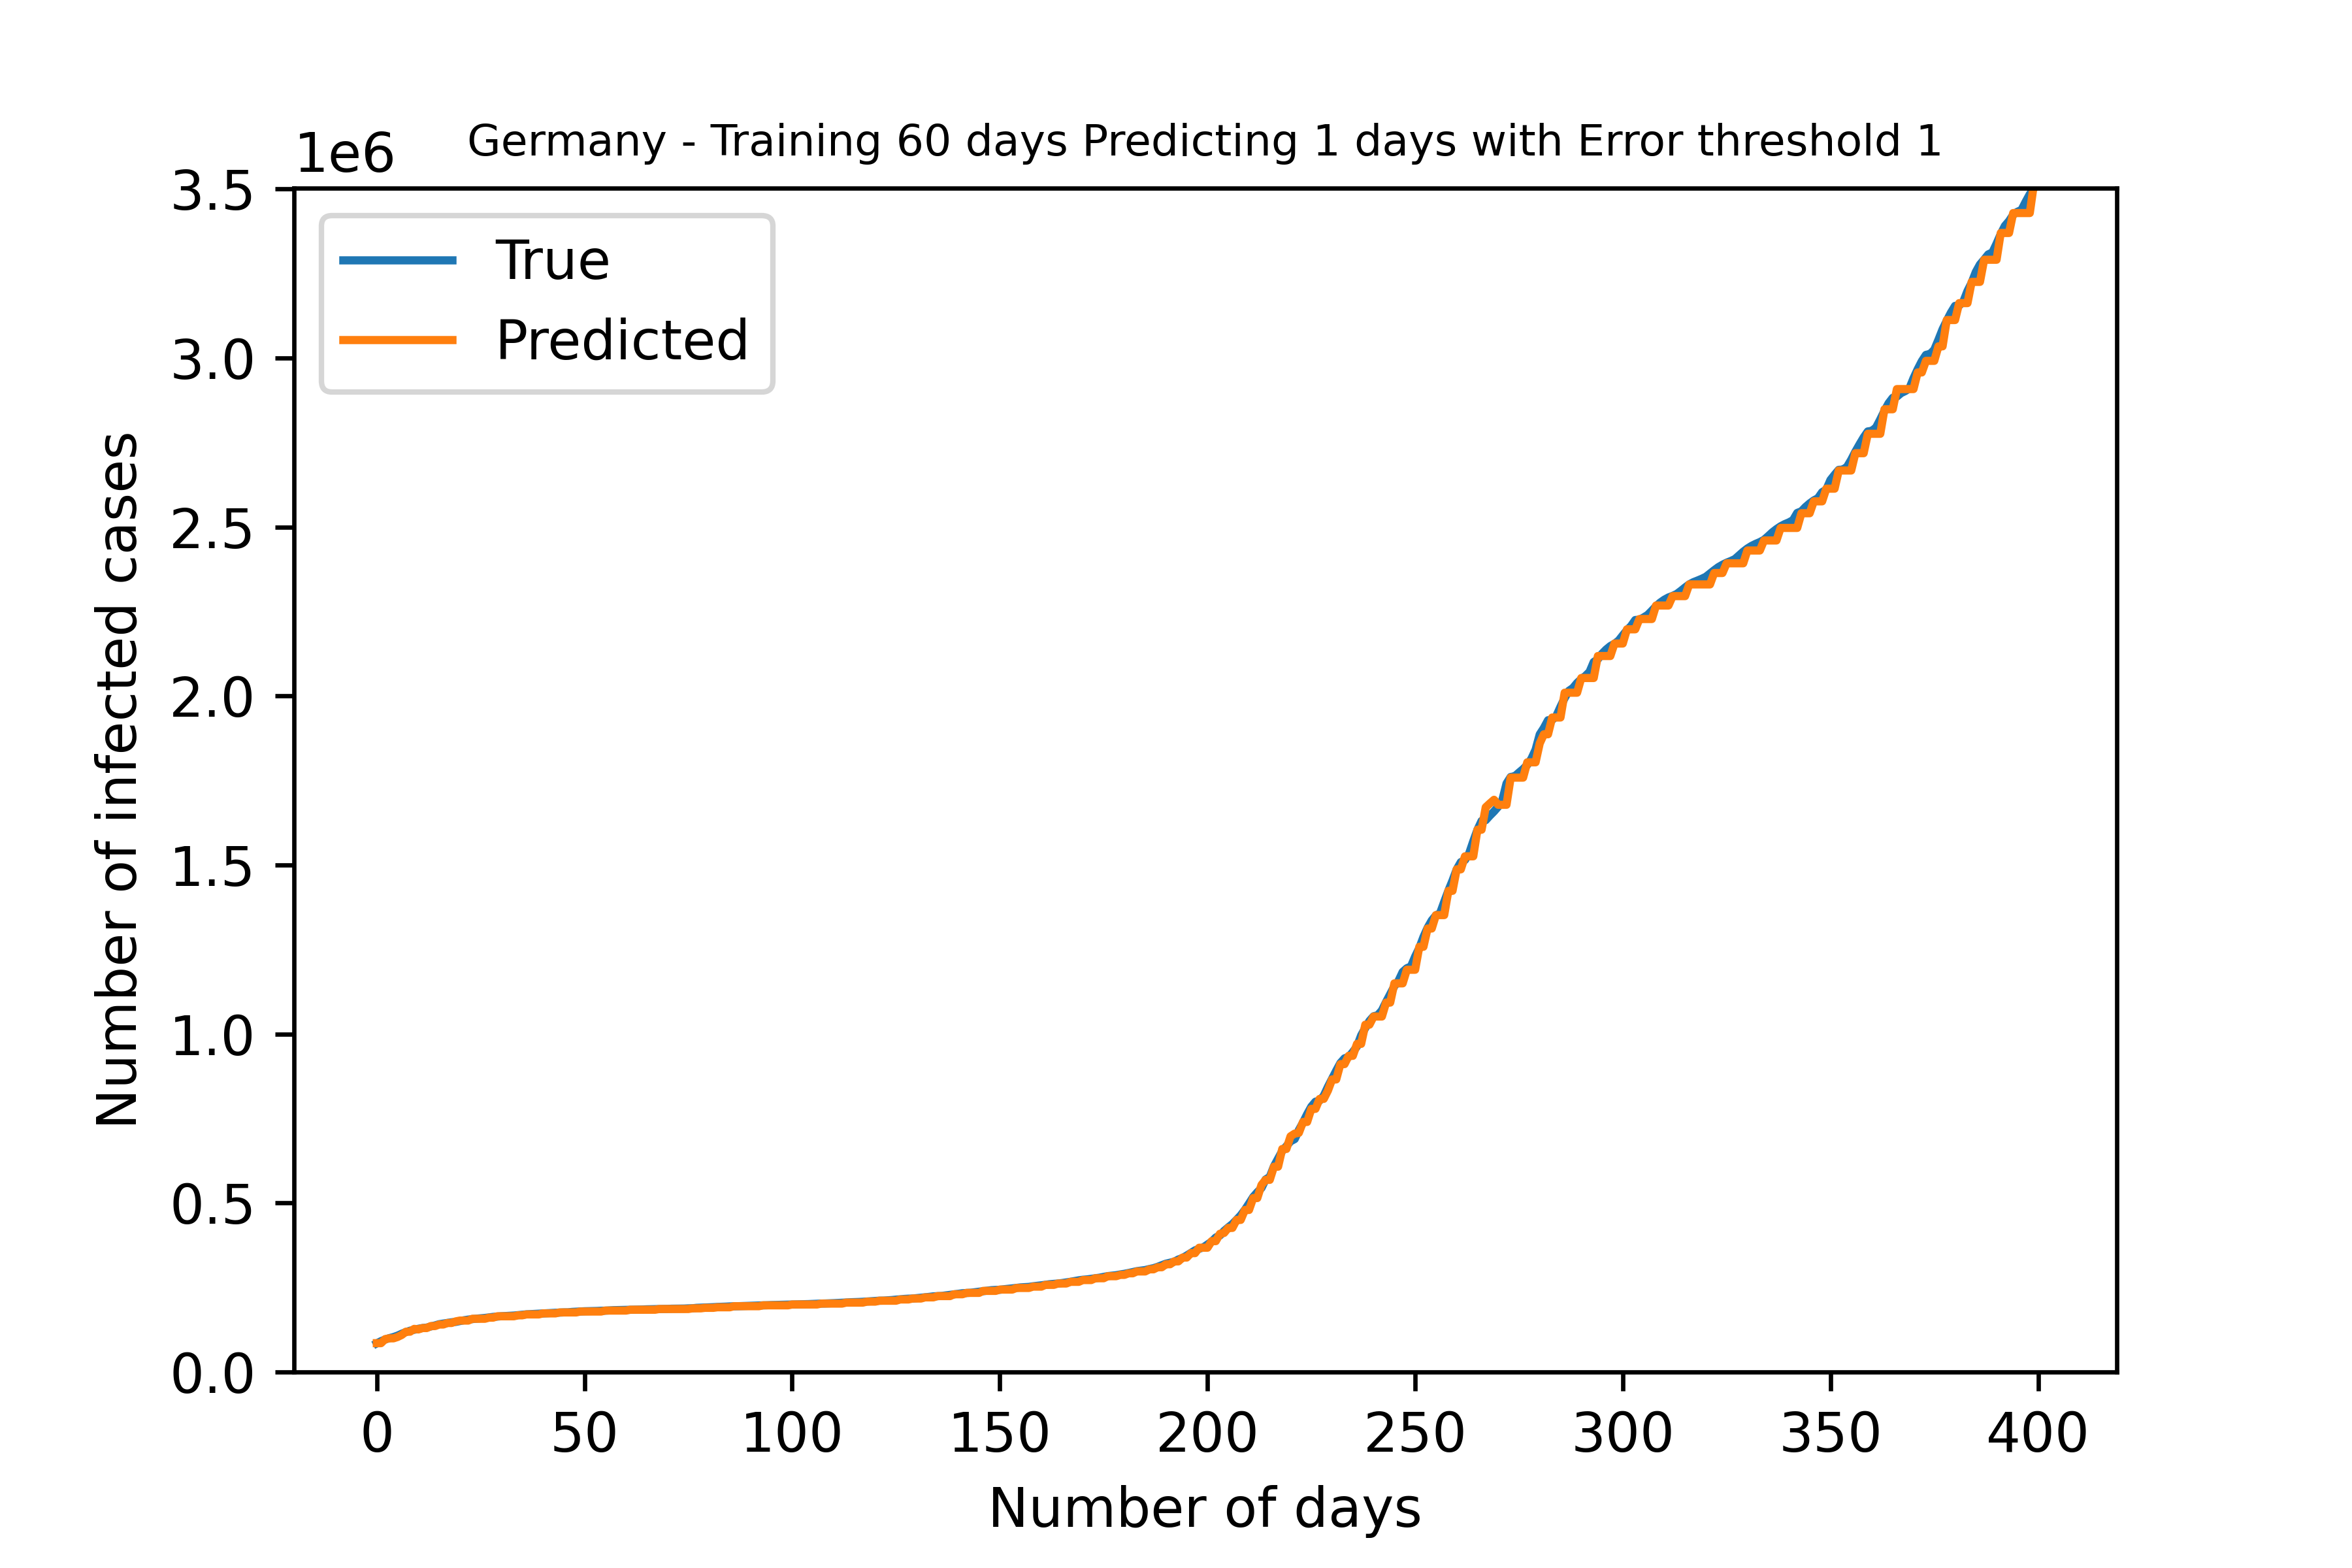 Germany - Training 60 days Predicting 1 days with Error threshold 1
1e6
3.5
3.0
2.5
2.0
1.5
1.0
0.5
0.0
True
Predicted
Number of infected cases
0 50 100 150 200 250 300 350 400
Number of days